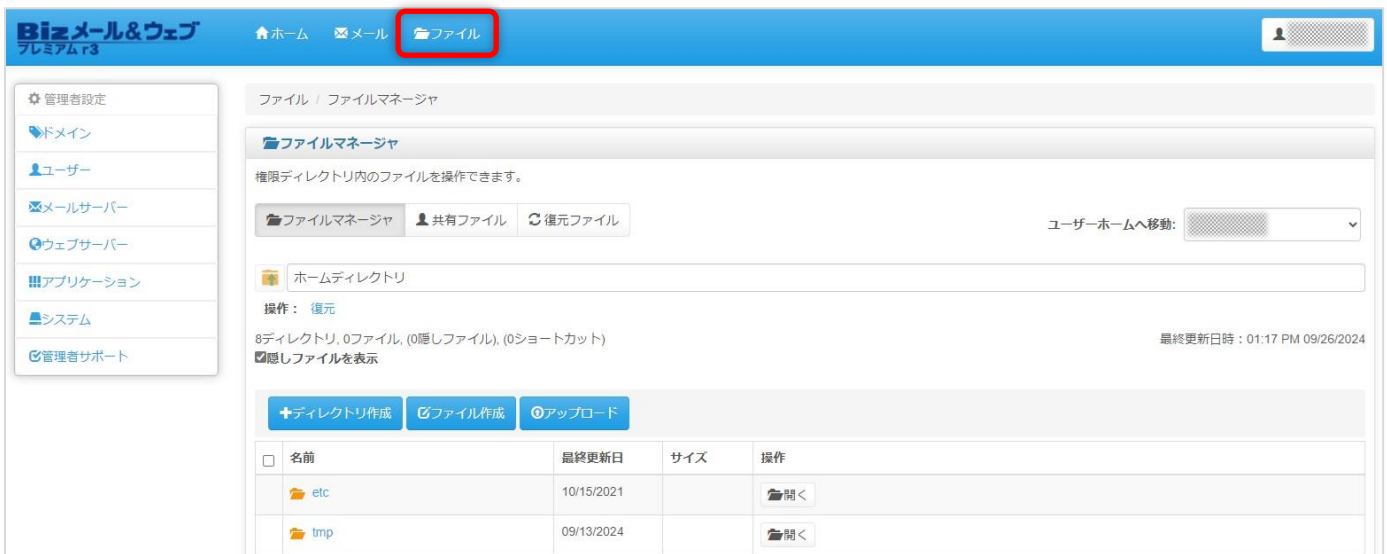 Bizメール&ウェブ
プレミアム r3
ホーム メール ファイル
管理者設定
ドメイン
ユーザー
メールサーバー
ウェブサーバー
アプリケーション
システム
管理者サポート
ファイル / ファイルマネージャ
ファイルマネージャ
権限ディレクトリ内のファイルを操作できます。
ファイルマネージャ 共有ファイル 復元ファイル
ユーザーホームへ移動:
ホームディレクトリ
操作： 復元
8ディレクトリ, 0ファイル, (0隠しファイル), (0ショートカット)
最終更新日時：01:17 PM 09/26/2024
隠しファイルを表示
ディレクトリ作成 ファイル作成 アップロード
名前 最終更新日 サイズ 操作
etc 10/15/2021 開く
tmp 09/13/2024 開く